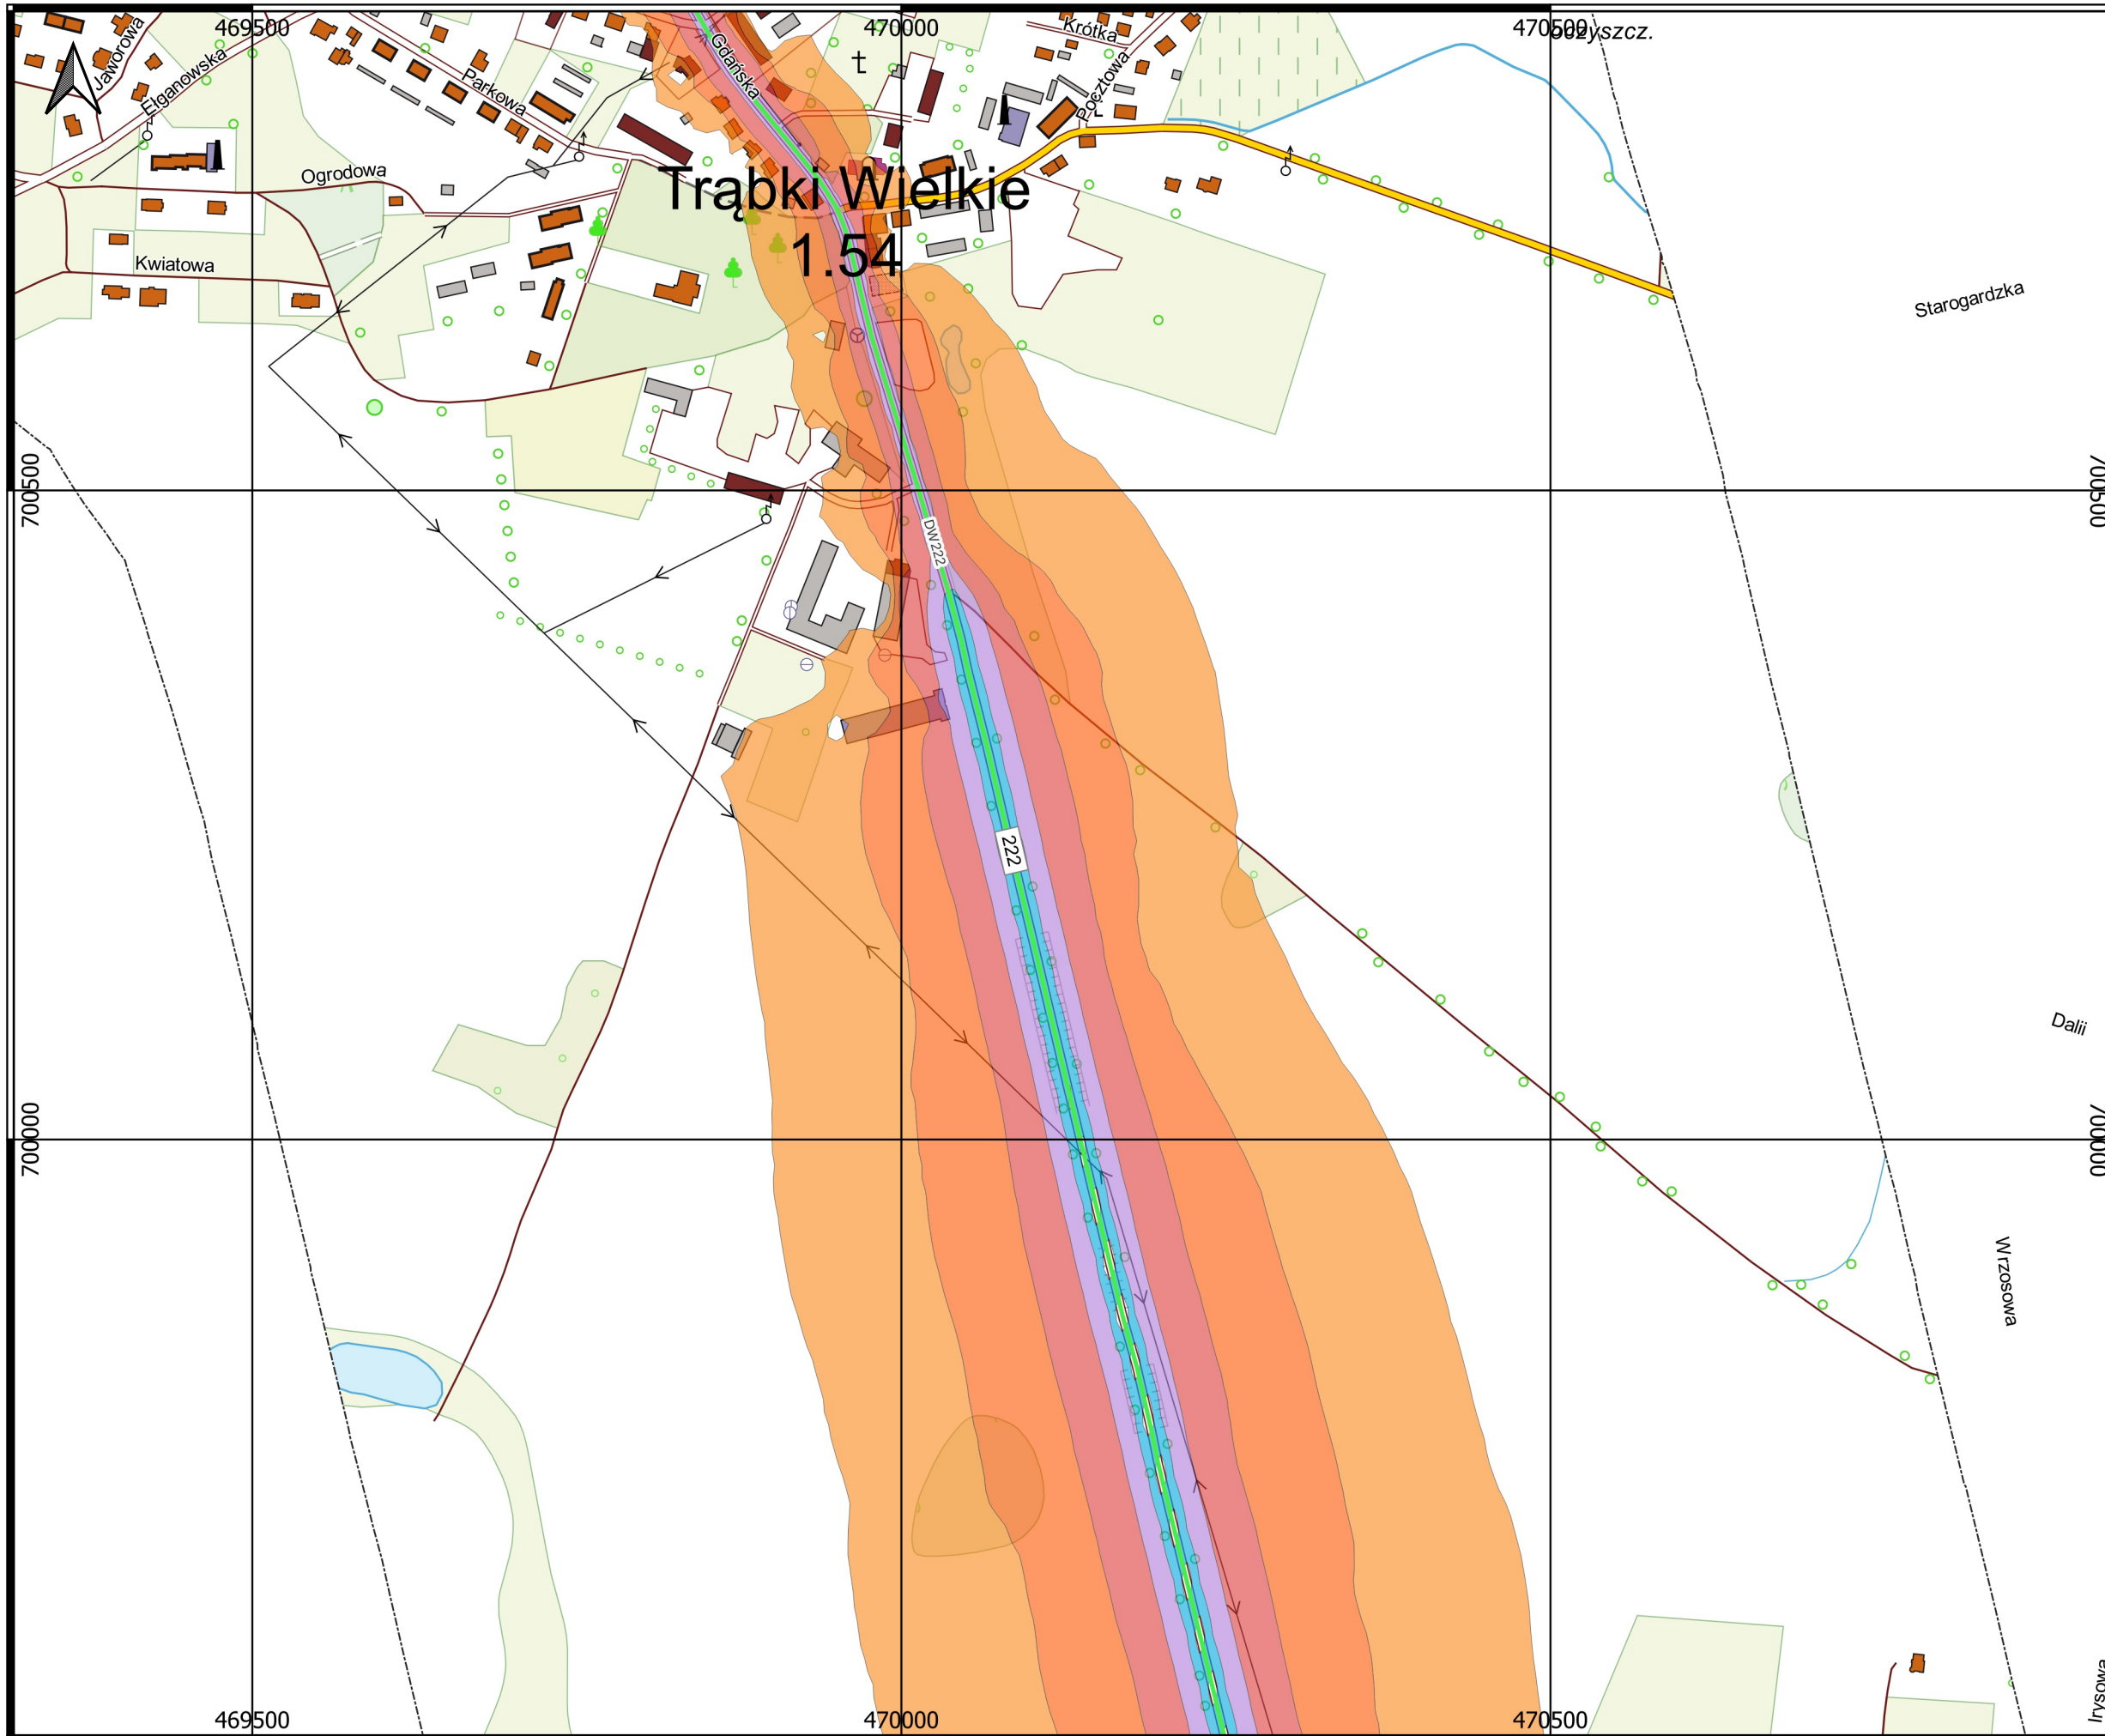 469500
470000
470500
oczyszcz.
Jaworowa
Elganowska
Parkowa
Gdańska
t
Krótka
Pocztowa
Ł
Ogrodowa
Trąbki Wielkie
1.54
Kwiatowa
Starogardzka
700500
700500
DW222
222
Dalii
700000
700000
Wrzosowa
Irysowa
469500
470000
470500